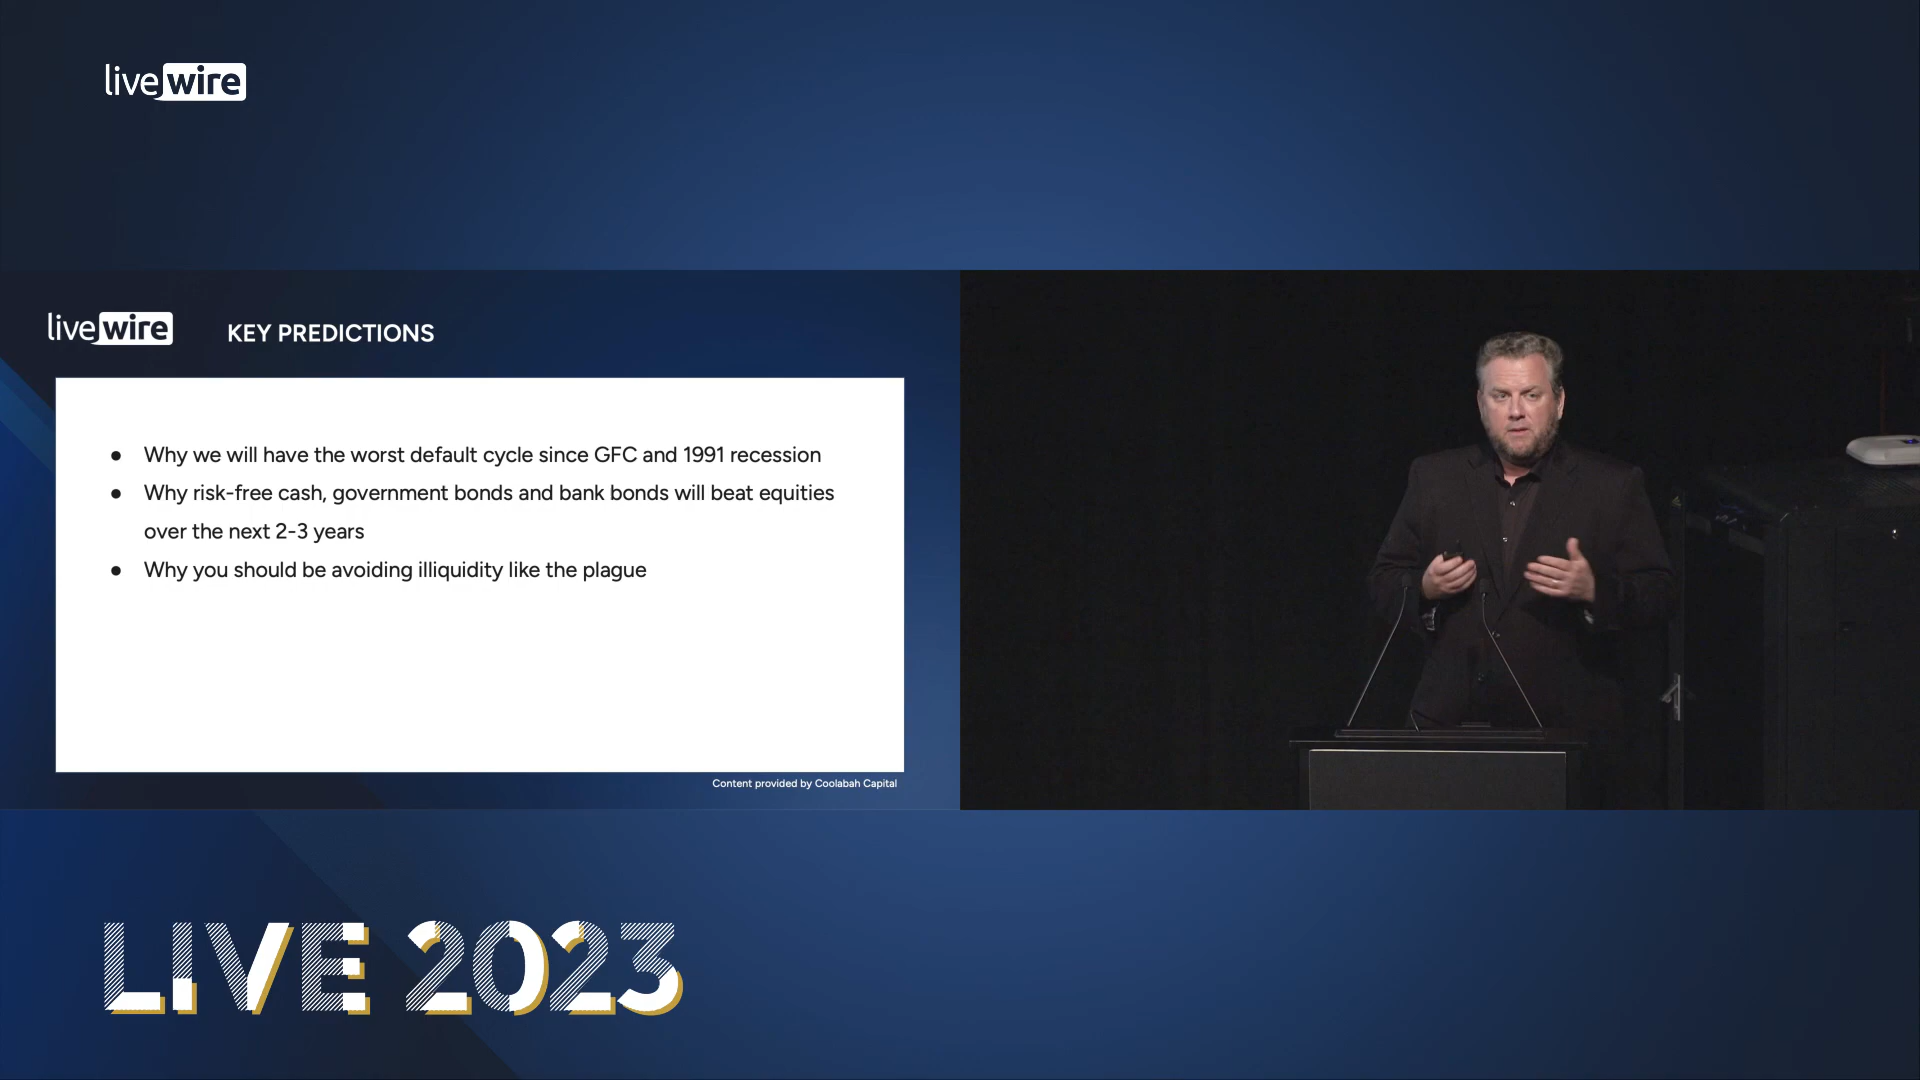 livewire
livewire
KEY PREDICTIONS
● Why we will have the worst default cycle since GFC and 1991 recession
● Why risk-free cash, government bonds and bank bonds will beat equities
over the next 2-3 years
● Why you should be avoiding illiquidity like the plague
Content provided by Coolabah Capital
LIVE 2023